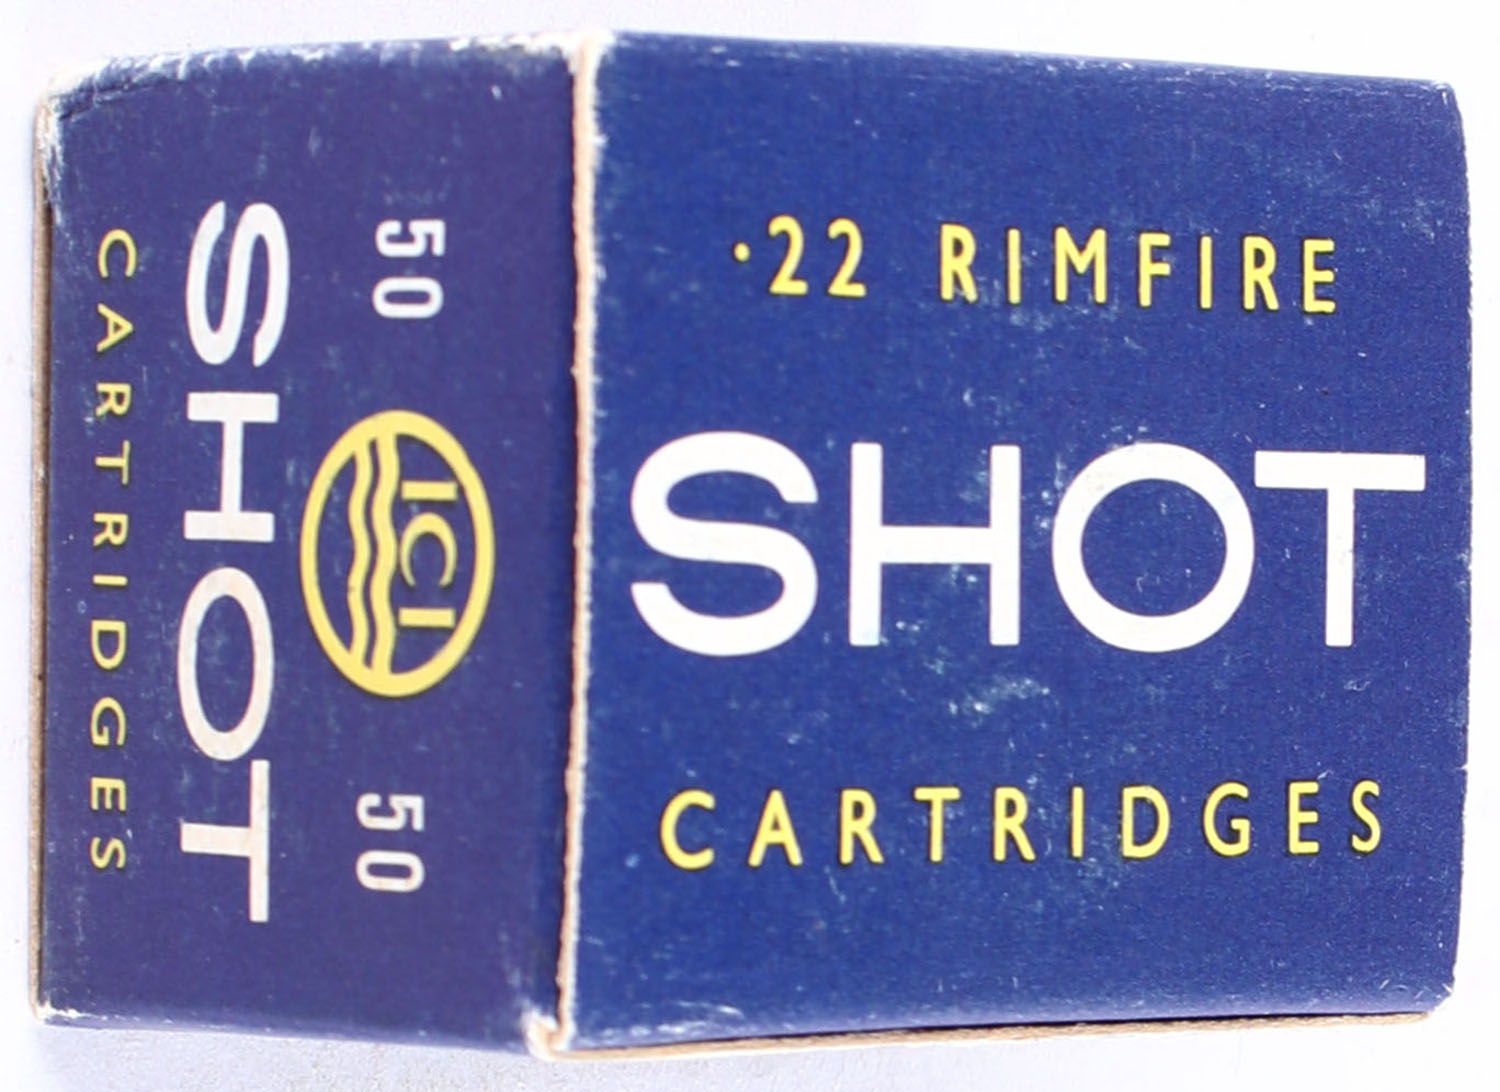 ·22 RIMFIRE
SHOT
CARTRIDGES
50 ICI 50
SHOT
CARTRIDGES